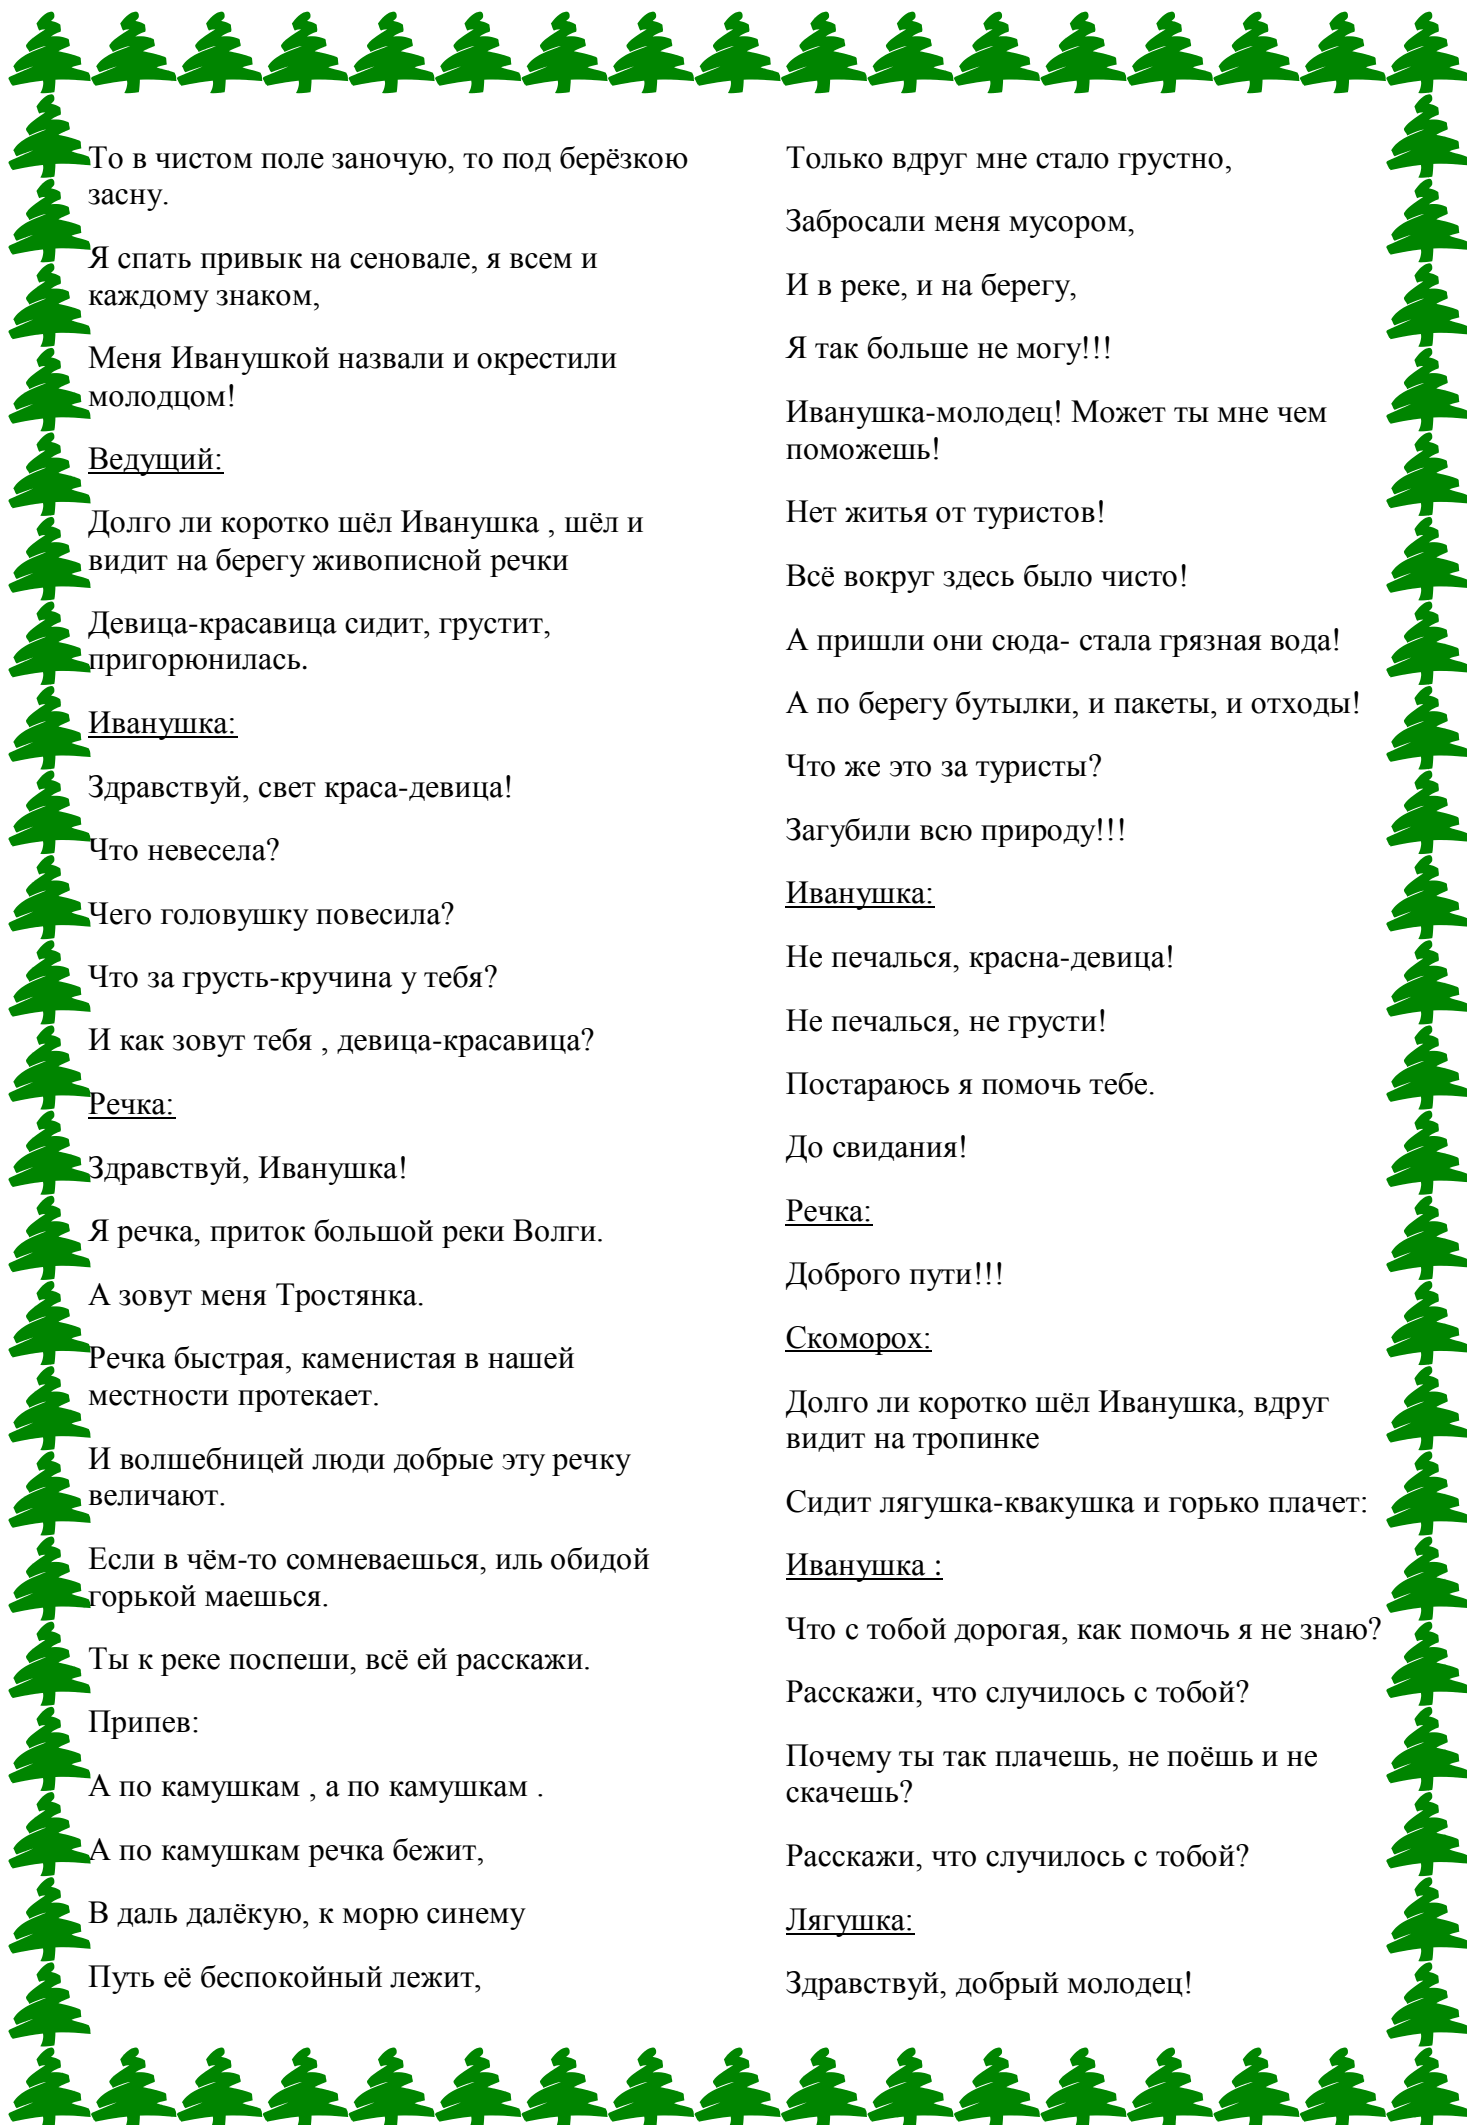 То в чистом поле заночую, то под берёзкою
засну.
Я спать привык на сеновале, я всем и
каждому знаком,
Меня Иванушкой назвали и окрестили
молодцом!
Ведущий:
Долго ли коротко шёл Иванушка , шёл и
видит на берегу живописной речки
Девица-красавица сидит, грустит,
пригорюнилась.
Иванушка:
Здравствуй, свет краса-девица!
Что невесела?
Чего головушку повесила?
Что за грусть-кручина у тебя?
И как зовут тебя , девица-красавица?
Речка:
Здравствуй, Иванушка!
Я речка, приток большой реки Волги.
А зовут меня Тростянка.
Речка быстрая, каменистая в нашей
местности протекает.
И волшебницей люди добрые эту речку
величают.
Если в чём-то сомневаешься, иль обидой
горькой маешься.
Ты к реке поспеши, всё ей расскажи.
Припев:
А по камушкам , а по камушкам .
А по камушкам речка бежит,
В даль далёкую, к морю синему
Путь её беспокойный лежит,
Только вдруг мне стало грустно,
Забросали меня мусором,
И в реке, и на берегу,
Я так больше не могу!!!
Иванушка-молодец! Может ты мне чем
поможешь!
Нет житья от туристов!
Всё вокруг здесь было чисто!
А пришли они сюда- стала грязная вода!
А по берегу бутылки, и пакеты, и отходы!
Что же это за туристы?
Загубили всю природу!!!
Иванушка:
Не печалься, красна-девица!
Не печалься, не грусти!
Постараюсь я помочь тебе.
До свидания!
Речка:
Доброго пути!!!
Скоморох:
Долго ли коротко шёл Иванушка, вдруг
видит на тропинке
Сидит лягушка-квакушка и горько плачет:
Иванушка :
Что с тобой дорогая, как помочь я не знаю?
Расскажи, что случилось с тобой?
Почему ты так плачешь, не поёшь и не
скачешь?
Расскажи, что случилось с тобой?
Лягушка:
Здравствуй, добрый молодец!